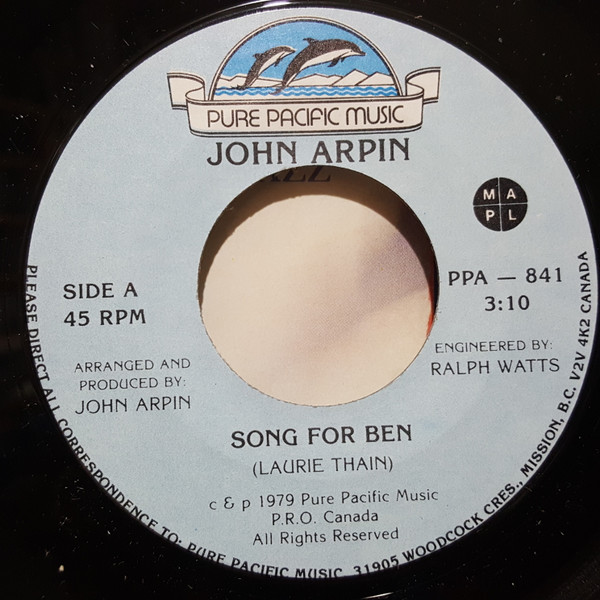 PURE PACIFIC MUSIC
JOHN ARPIN
M A
P L
SIDE A
45 RPM
PPA — 841
3:10
ARRANGED AND
PRODUCED BY:
JOHN ARPIN
ENGINEERED BY:
RALPH WATTS
SONG FOR BEN
(LAURIE THAIN)
c & p 1979 Pure Pacific Music
P.R.O. Canada
All Rights Reserved
PLEASE DIRECT ALL CORRESPONDENCE TO: PURE PACIFIC MUSIC, 31905 WOODCOCK CRES., MISSION, B.C. V2V 4K2 CANADA